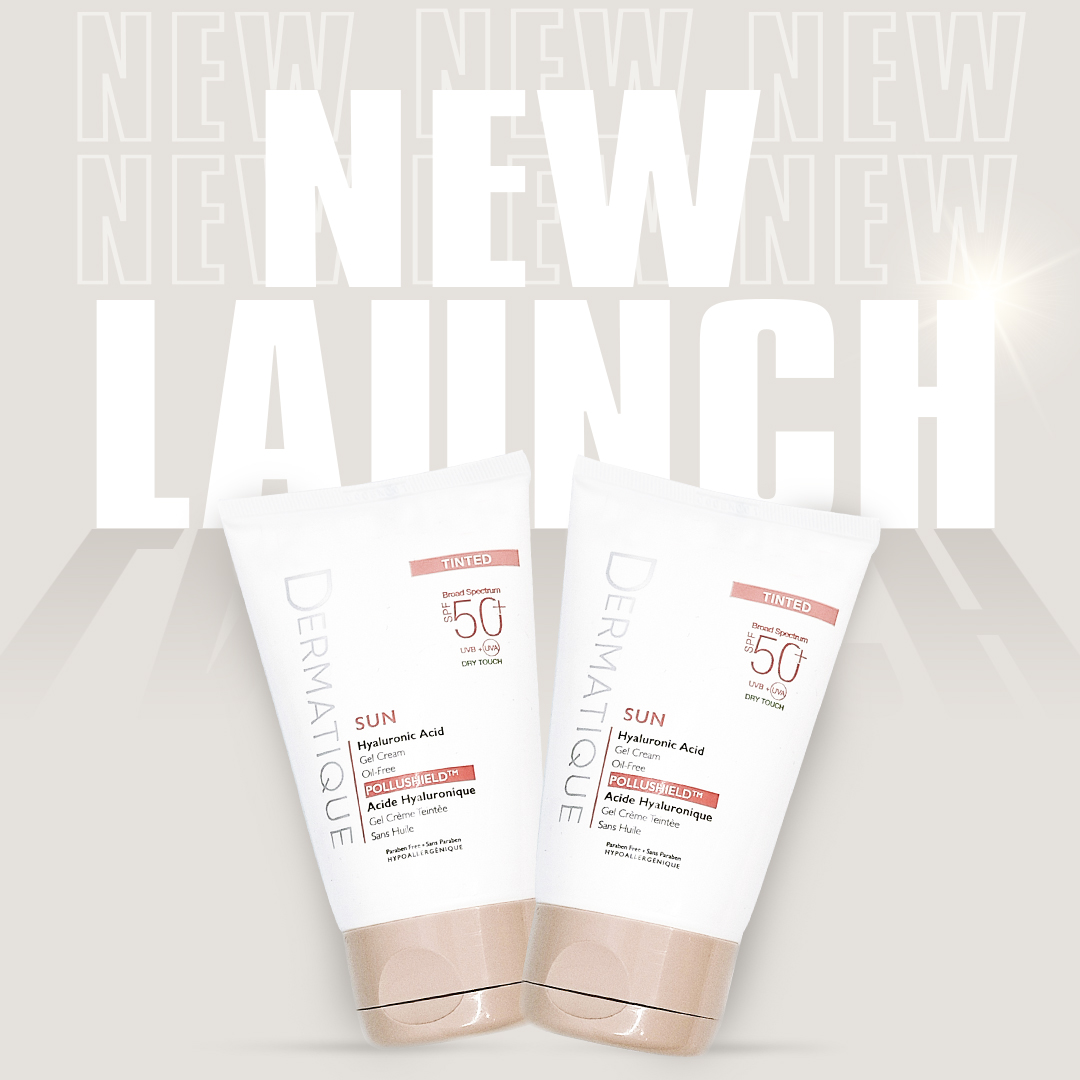 NEW NEW NEW
NEW NEW NEW
NEW
LAUNCH
DERMATIQUE
TINTED
Broad Spectrum
SPF 50+
UVB + UVA
DRY TOUCH
SUN
Hyaluronic Acid
Gel Cream
Oil-Free
POLLUSHIELD™
Acide Hyaluronique
Gel Crème Teintée
Sans Huile
Paraben Free • Sans Paraben
HYPOALLERGÉNIQUE
DERMATIQUE
TINTED
Broad Spectrum
SPF 50+
UVB + UVA
DRY TOUCH
SUN
Hyaluronic Acid
Gel Cream
Oil-Free
POLLUSHIELD™
Acide Hyaluronique
Gel Crème Teintée
Sans Huile
Paraben Free • Sans Paraben
HYPOALLERGÉNIQUE